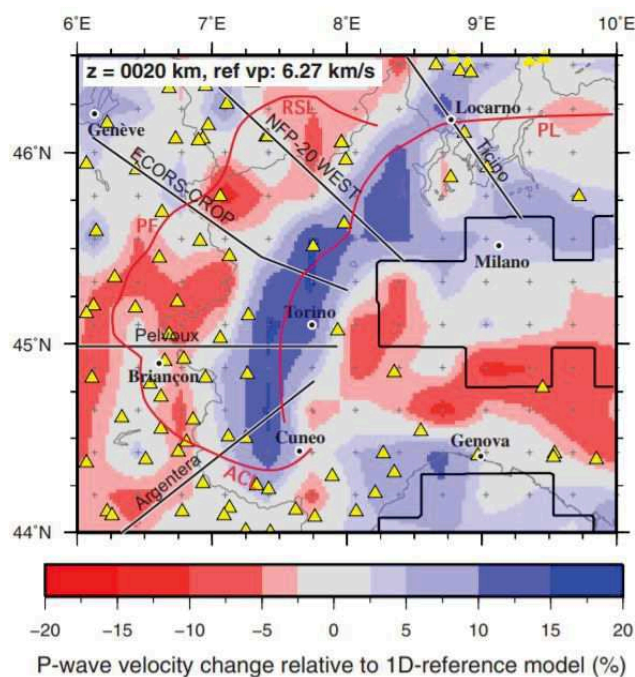 6°E 7°E 8°E 9°E 10°E
z = 0020 km, ref vp: 6.27 km/s
RSL
Locarno
Genève
NFP-20 WEST
PL
46°N
Ticino
ECORS-CROP
PF
Milano
Torino
Pelvoux
45°N
Briançon
Cuneo
Genova
Argentera
44°N
−20 −15 −10 −5 0 5 10 15 20
P-wave velocity change relative to 1D-reference model (%)